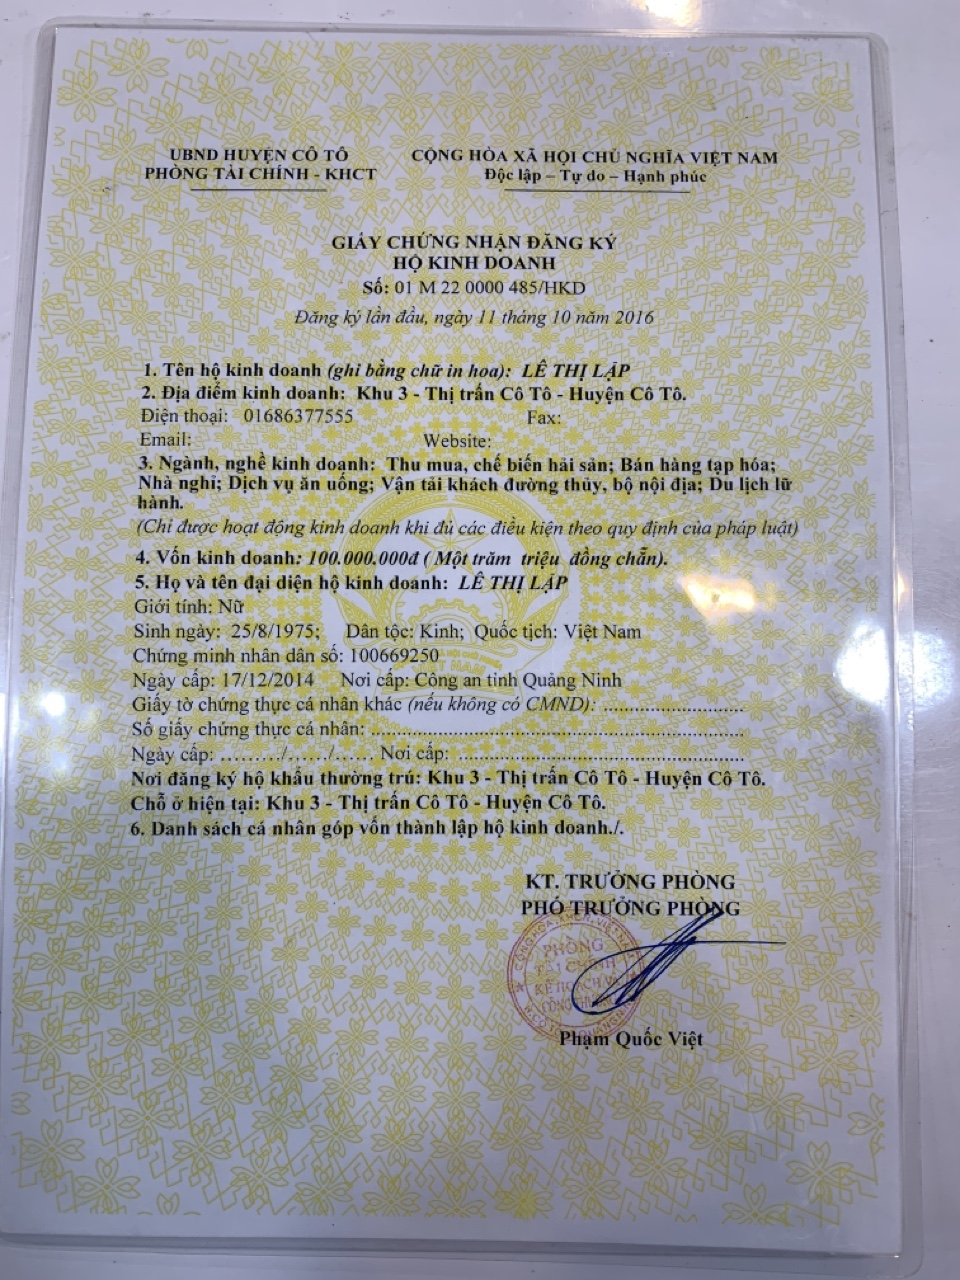 UBND HUYỆN CÔ TÔ
PHÒNG TÀI CHÍNH - KHCT
CỘNG HÒA XÃ HỘI CHỦ NGHĨA VIỆT NAM
Độc lập – Tự do – Hạnh phúc
GIẤY CHỨNG NHẬN ĐĂNG KÝ
HỘ KINH DOANH
Số: 01 M 22 0000 485/HKD
Đăng ký lần đầu, ngày 11 tháng 10 năm 2016
1. Tên hộ kinh doanh (ghi bằng chữ in hoa): LÊ THỊ LẬP
2. Địa điểm kinh doanh: Khu 3 - Thị trấn Cô Tô - Huyện Cô Tô.
Điện thoại: 01686377555 Fax:
Email: Website:
3. Ngành, nghề kinh doanh: Thu mua, chế biến hải sản; Bán hàng tạp hóa;
Nhà nghỉ; Dịch vụ ăn uống; Vận tải khách đường thủy, bộ nội địa; Du lịch lữ
hành.
(Chỉ được hoạt động kinh doanh khi đủ các điều kiện theo quy định của pháp luật)
4. Vốn kinh doanh: 100.000.000đ ( Một trăm triệu đồng chẵn).
5. Họ và tên đại diện hộ kinh doanh: LÊ THỊ LẬP
Giới tính: Nữ
Sinh ngày: 25/8/1975; Dân tộc: Kinh; Quốc tịch: Việt Nam
Chứng minh nhân dân số: 100669250
Ngày cấp: 17/12/2014 Nơi cấp: Công an tỉnh Quảng Ninh
Giấy tờ chứng thực cá nhân khác (nếu không có CMND): ............................
Số giấy chứng thực cá nhân: ...........................................................................
Ngày cấp: ………/……/…… Nơi cấp: .........................................................
Nơi đăng ký hộ khẩu thường trú: Khu 3 - Thị trấn Cô Tô - Huyện Cô Tô.
Chỗ ở hiện tại: Khu 3 - Thị trấn Cô Tô - Huyện Cô Tô.
6. Danh sách cá nhân góp vốn thành lập hộ kinh doanh./.
KT. TRƯỞNG PHÒNG
PHÓ TRƯỞNG PHÒNG
PHÒNG
TÀI CHÍNH
Phạm Quốc Việt